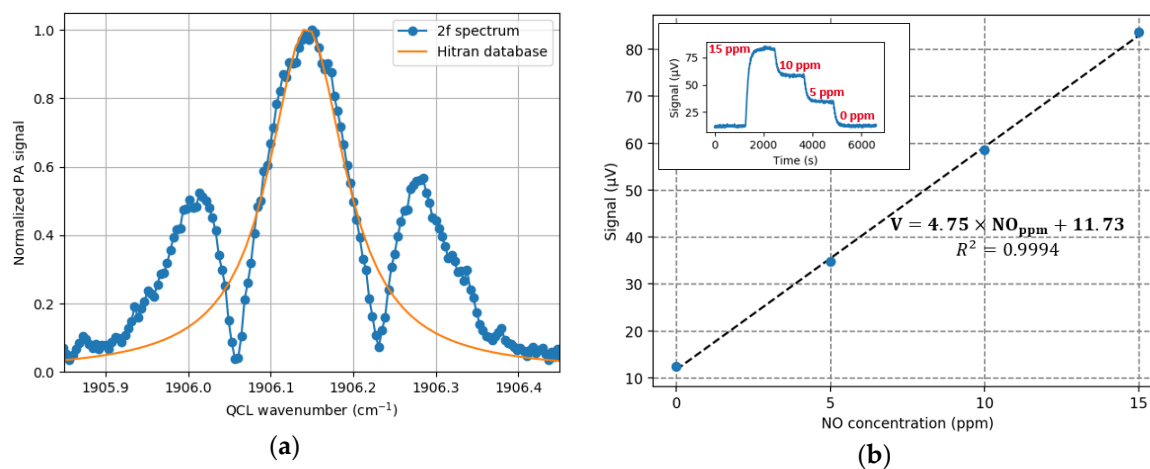 2f spectrum
Hitran database
Normalized PA signal
1.0
0.8
0.6
0.4
0.2
0.0
1905.9
1906.0
1906.1
1906.2
1906.3
1906.4
QCL wavenumber (cm⁻¹)
(a)
Signal (µV)
80
70
60
50
40
30
20
10
0
5
10
15
NO concentration (ppm)
Signal (µV)
75
50
25
0
2000
4000
6000
Time (s)
15 ppm
10 ppm
5 ppm
0 ppm
V = 4.75 × NOₚₚₘ + 11.73
R² = 0.9994
(b)